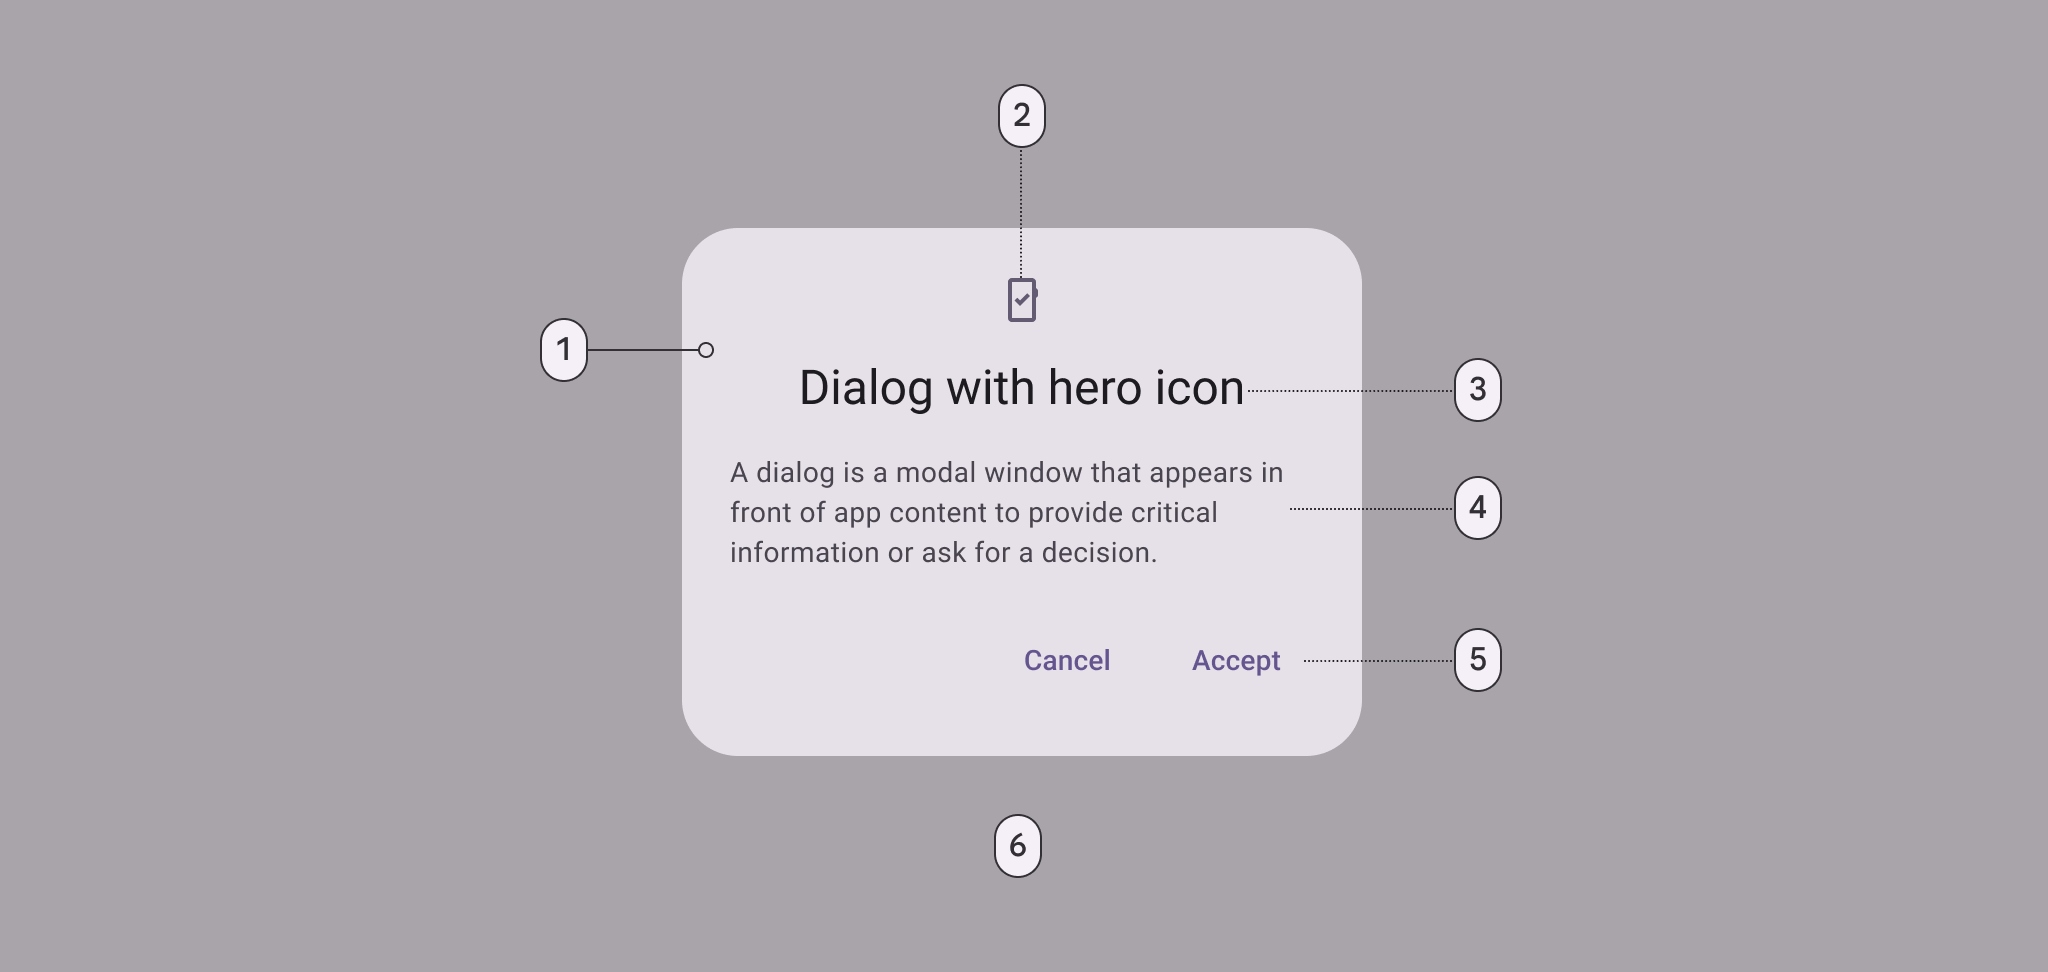 2
1
Dialog with hero icon
3
A dialog is a modal window that appears in
front of app content to provide critical
information or ask for a decision.
4
Cancel Accept
5
6